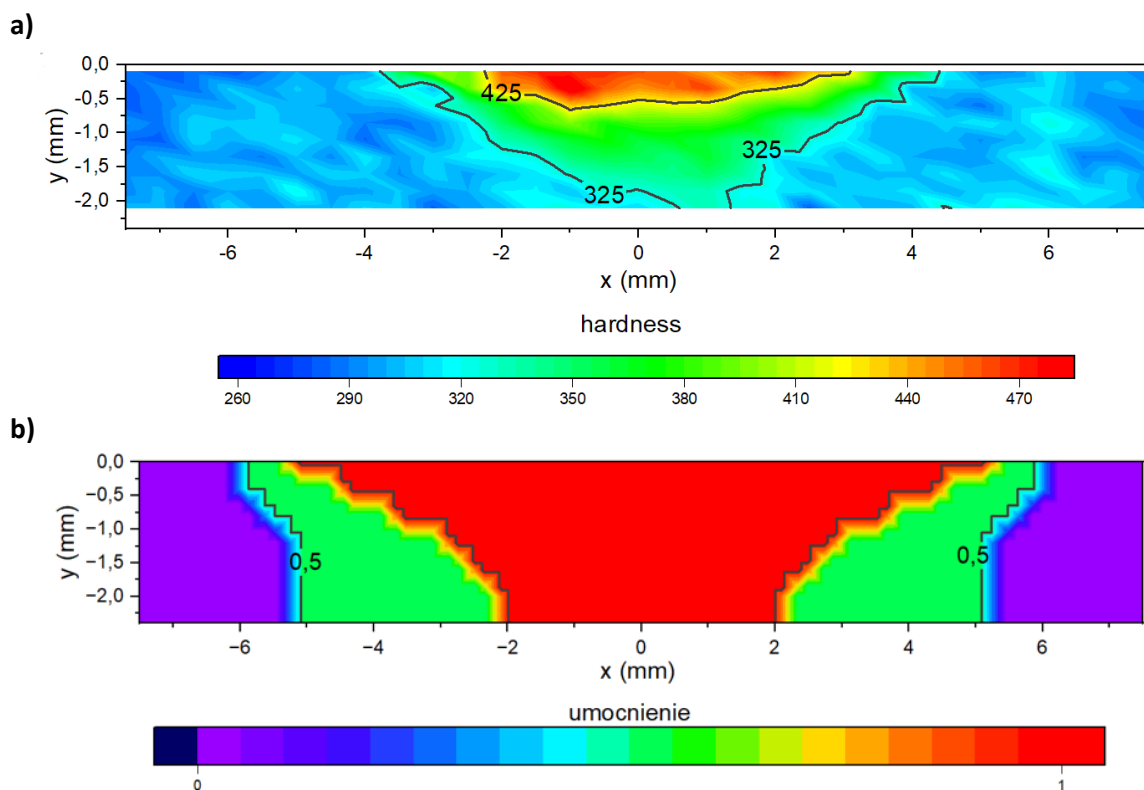 a)
0,0
-0,5
-1,0
-1,5
-2,0
y (mm)
425
325
325
-6 -4 -2 0 2 4 6
x (mm)
hardness
260 290 320 350 380 410 440 470
b)
0,0
−0,5
−1,0
−1,5
−2,0
y (mm)
0,5 0,5
−6 −4 −2 0 2 4 6
x (mm)
umocnienie
0 1